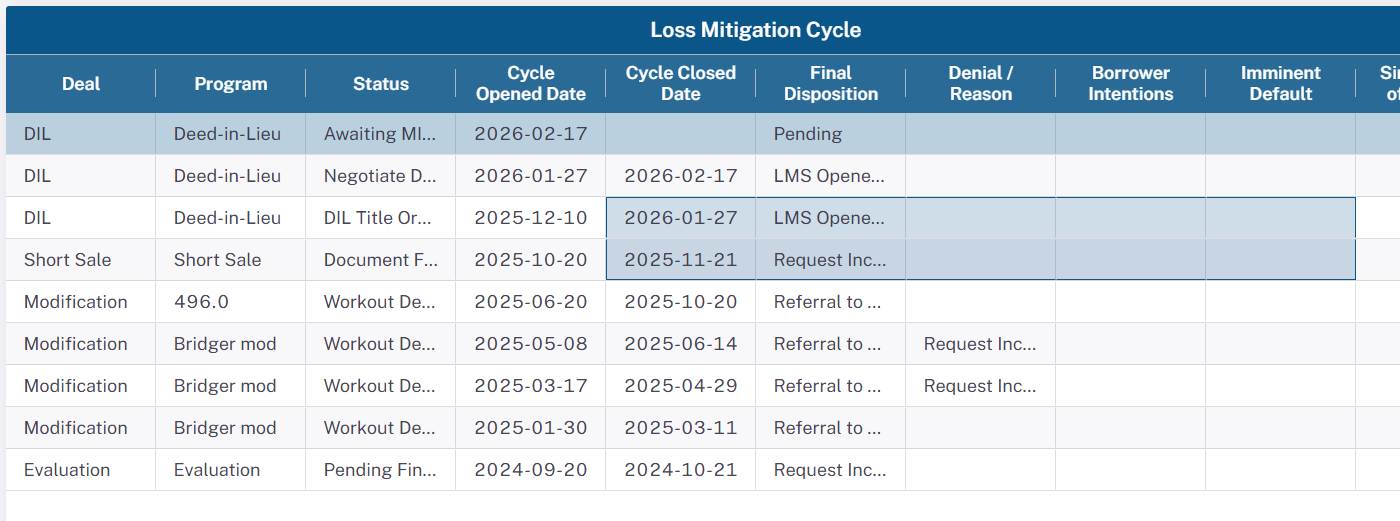 Loss Mitigation Cycle
Deal Program Status Cycle Opened Date Cycle Closed Date Final Disposition Denial / Reason Borrower Intentions Imminent Default
DIL Deed-in-Lieu Awaiting MI... 2026-02-17 Pending
DIL Deed-in-Lieu Negotiate D... 2026-01-27 2026-02-17 LMS Opene...
DIL Deed-in-Lieu DIL Title Or... 2025-12-10 2026-01-27 LMS Opene...
Short Sale Short Sale Document F... 2025-10-20 2025-11-21 Request Inc...
Modification 496.0 Workout De... 2025-06-20 2025-10-20 Referral to ...
Modification Bridger mod Workout De... 2025-05-08 2025-06-14 Referral to ... Request Inc...
Modification Bridger mod Workout De... 2025-03-17 2025-04-29 Referral to ... Request Inc...
Modification Bridger mod Workout De... 2025-01-30 2025-03-11 Referral to ...
Evaluation Evaluation Pending Fin... 2024-09-20 2024-10-21 Request Inc...